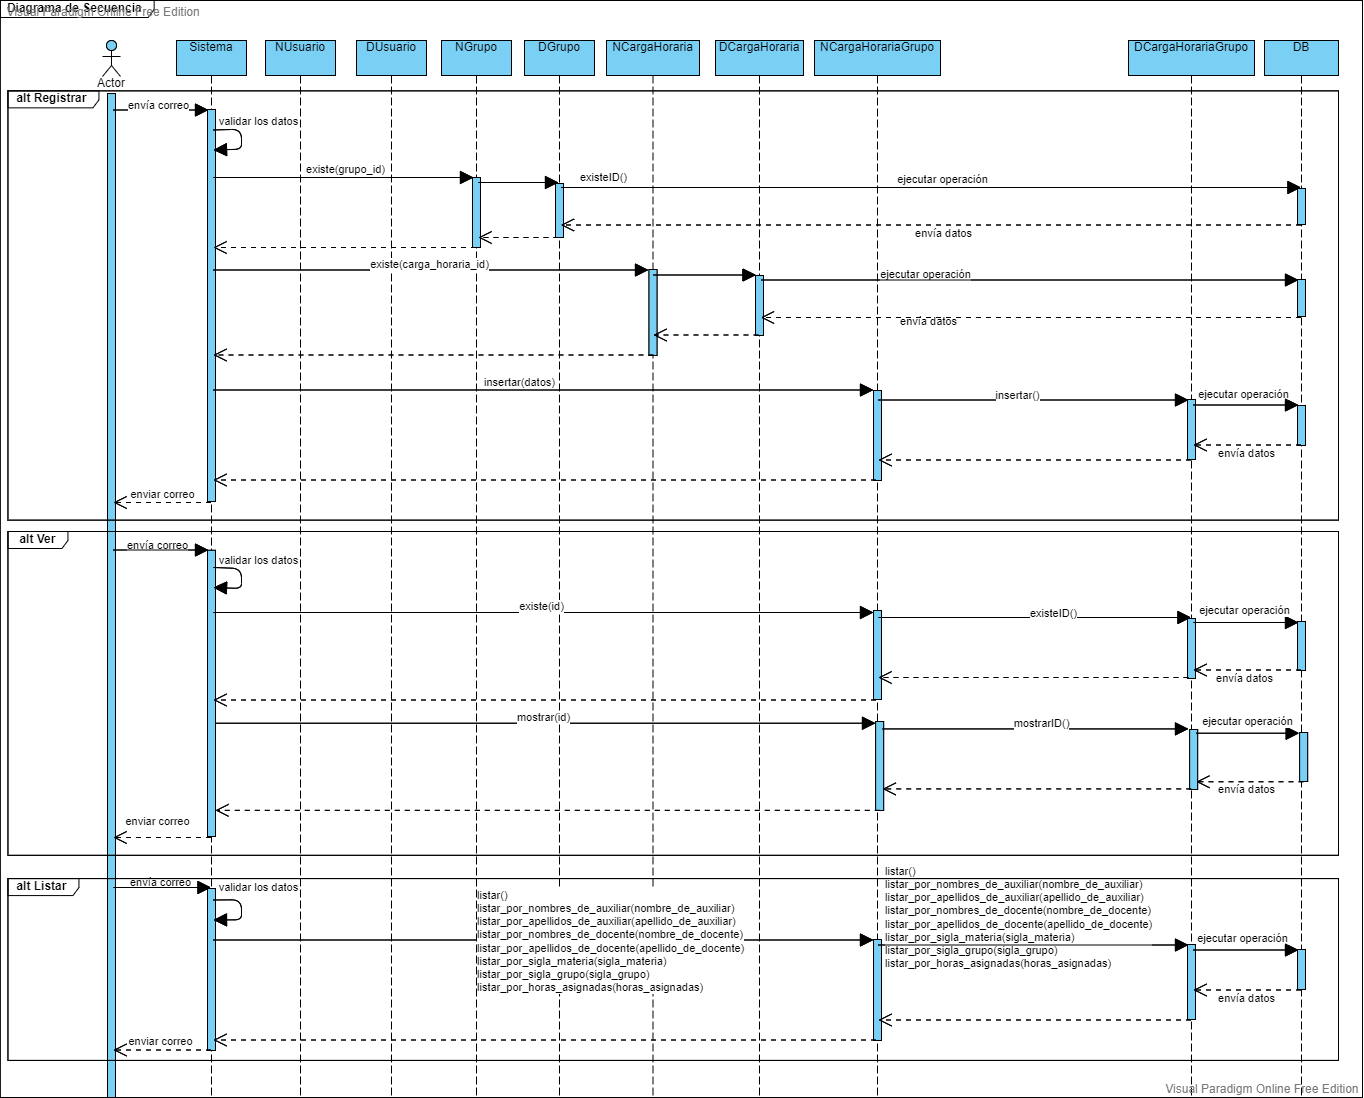 Diagrama de Secuencia
Visual Paradigm Online Free Edition
Actor
Sistema
NUsuario
DUsuario
NGrupo
DGrupo
NCargaHoraria
DCargaHoraria
NCargaHorariaGrupo
DCargaHorariaGrupo
DB
alt Registrar
envía correo
validar los datos
existe(grupo_id)
existeID()
ejecutar operación
envía datos
existe(carga_horaria_id)
ejecutar operación
envía datos
insertar(datos)
insertar()
ejecutar operación
envía datos
enviar correo
alt Ver
envía correo
validar los datos
existe(id)
existeID()
ejecutar operación
envía datos
mostrar(id)
mostrarID()
ejecutar operación
envía datos
enviar correo
alt Listar
envía correo
validar los datos
listar()
listar_por_nombres_de_auxiliar(nombre_de_auxiliar)
listar_por_apellidos_de_auxiliar(apellido_de_auxiliar)
listar_por_nombres_de_docente(nombre_de_docente)
listar_por_apellidos_de_docente(apellido_de_docente)
listar_por_sigla_materia(sigla_materia)
listar_por_sigla_grupo(sigla_grupo)
listar_por_horas_asignadas(horas_asignadas)
listar()
listar_por_nombres_de_auxiliar(nombre_de_auxiliar)
listar_por_apellidos_de_auxiliar(apellido_de_auxiliar)
listar_por_nombres_de_docente(nombre_de_docente)
listar_por_apellidos_de_docente(apellido_de_docente)
listar_por_sigla_materia(sigla_materia)
listar_por_sigla_grupo(sigla_grupo)
listar_por_horas_asignadas(horas_asignadas)
ejecutar operación
envía datos
enviar correo
Visual Paradigm Online Free Edition